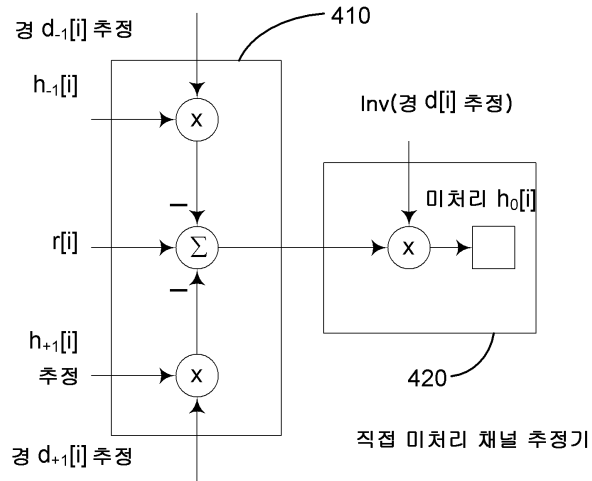 경 d₋₁[i] 추정
410
h₋₁[i]
Inv(경 d[i] 추정)
x
미처리 h₀[i]
r[i]
Σ
x
h₊₁[i]
추정
x
420
경 d₊₁[i] 추정
직접 미처리 채널 추정기